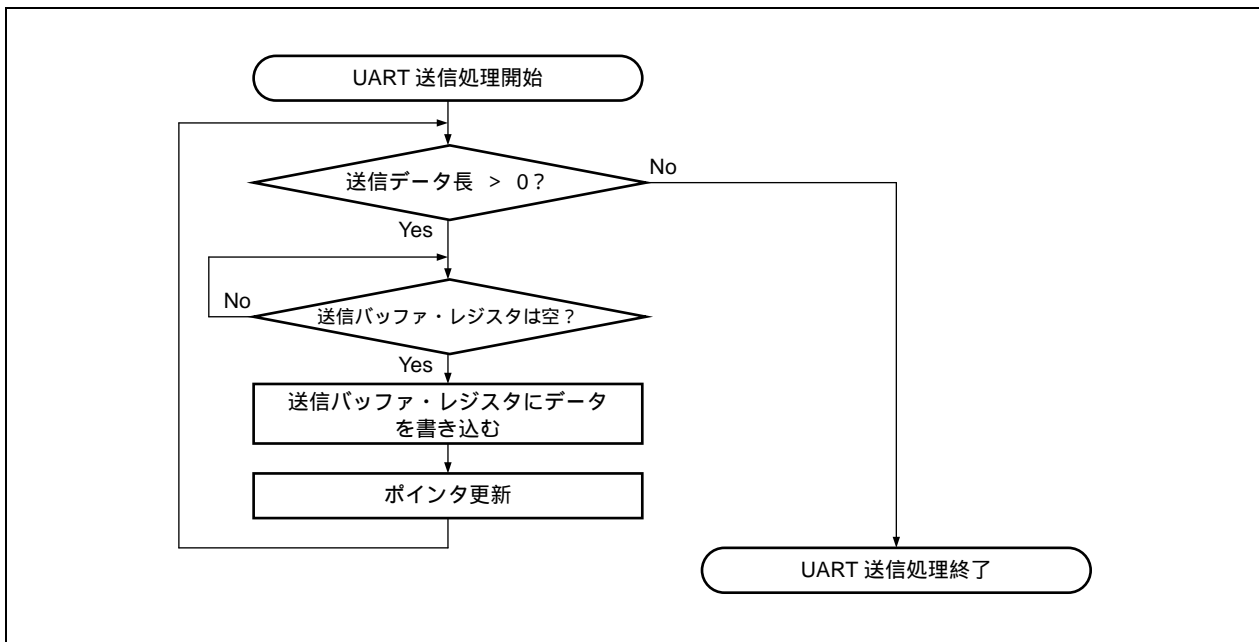 UART 送信処理開始
送信データ長 > 0?
No
Yes
No
送信バッファ・レジスタは空?
Yes
送信バッファ・レジスタにデータ
を書き込む
ポインタ更新
UART 送信処理終了